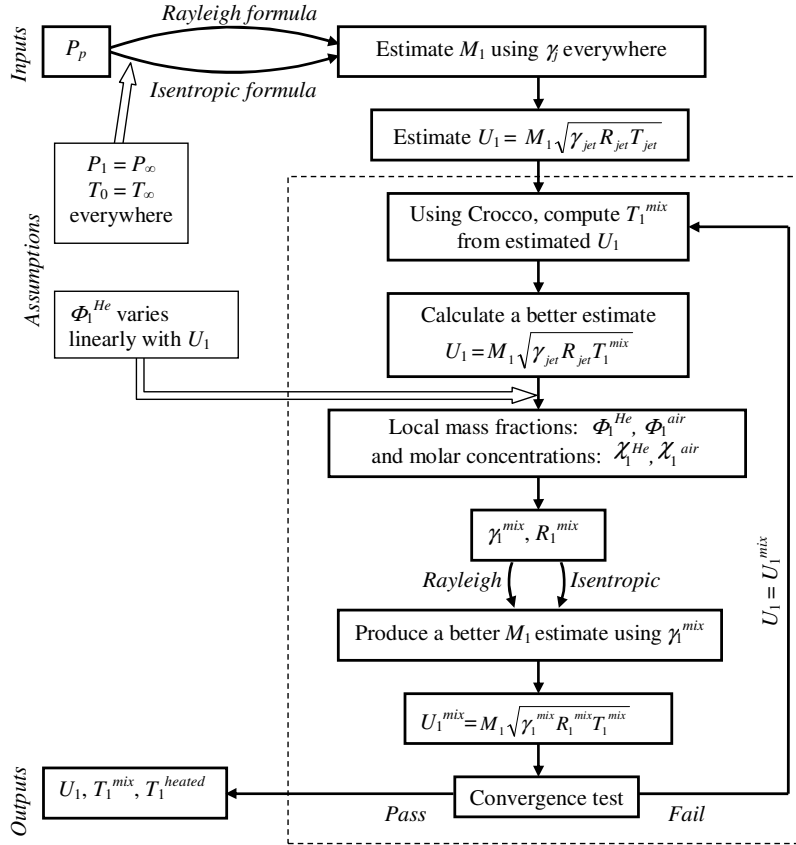 Inputs
P_p
Rayleigh formula
Isentropic formula
Estimate M_1 using γ_j everywhere
Estimate U_1 = M_1 √(γ_jet R_jet T_jet)
P_1 = P_∞
T_0 = T_∞
everywhere
Assumptions
Using Crocco, compute T_1^mix
from estimated U_1
Φ_1^He varies
linearly with U_1
Calculate a better estimate
U_1 = M_1 √(γ_jet R_jet T_1^mix)
Local mass fractions: Φ_1^He, Φ_1^air
and molar concentrations: χ_1^He, χ_1^air
γ_1^mix, R_1^mix
Rayleigh
Isentropic
U_1 = U_1^mix
Produce a better M_1 estimate using γ_1^mix
U_1^mix = M_1 √(γ_1^mix R_1^mix T_1^mix)
Outputs
U_1, T_1^mix, T_1^heated
Pass
Convergence test
Fail